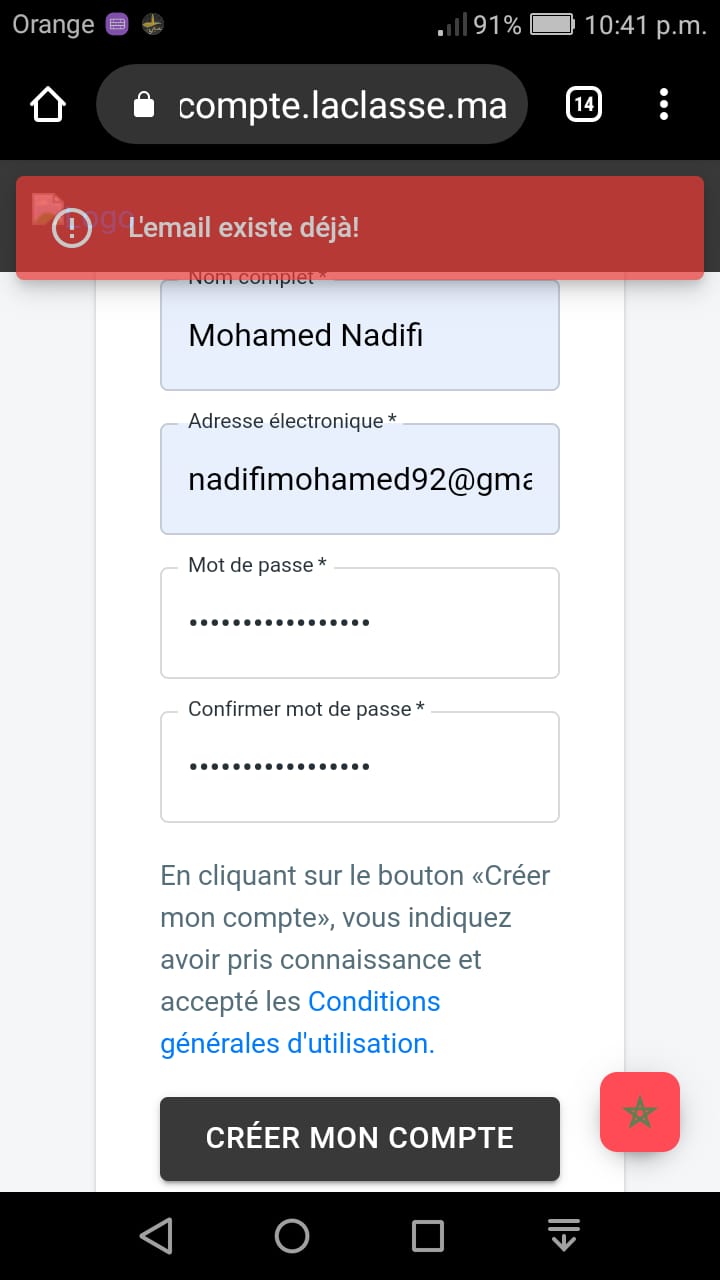 Orange 91% 10:41 p.m.
compte.laclasse.ma 14
Logo L'email existe déjà!
Nom complet *
Mohamed Nadifi
Adresse électronique *
nadifimohamed92@gma
Mot de passe *
•••••••••••••••••
Confirmer mot de passe *
•••••••••••••••••
En cliquant sur le bouton «Créer
mon compte», vous indiquez
avoir pris connaissance et
accepté les Conditions
générales d'utilisation.
CRÉER MON COMPTE